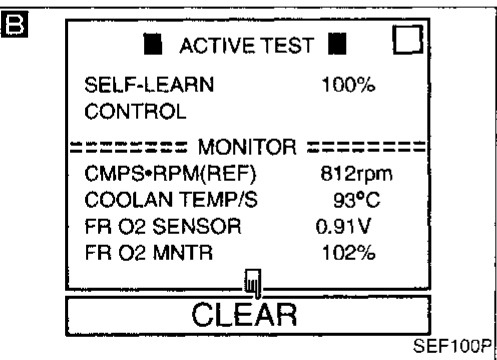 B
■ ACTIVE TEST ■
SELF-LEARN 100%
CONTROL
======== MONITOR ========
CMPS•RPM(REF) 812rpm
COOLAN TEMP/S 93°C
FR O2 SENSOR 0.91V
FR O2 MNTR 102%
CLEAR
SEF100P